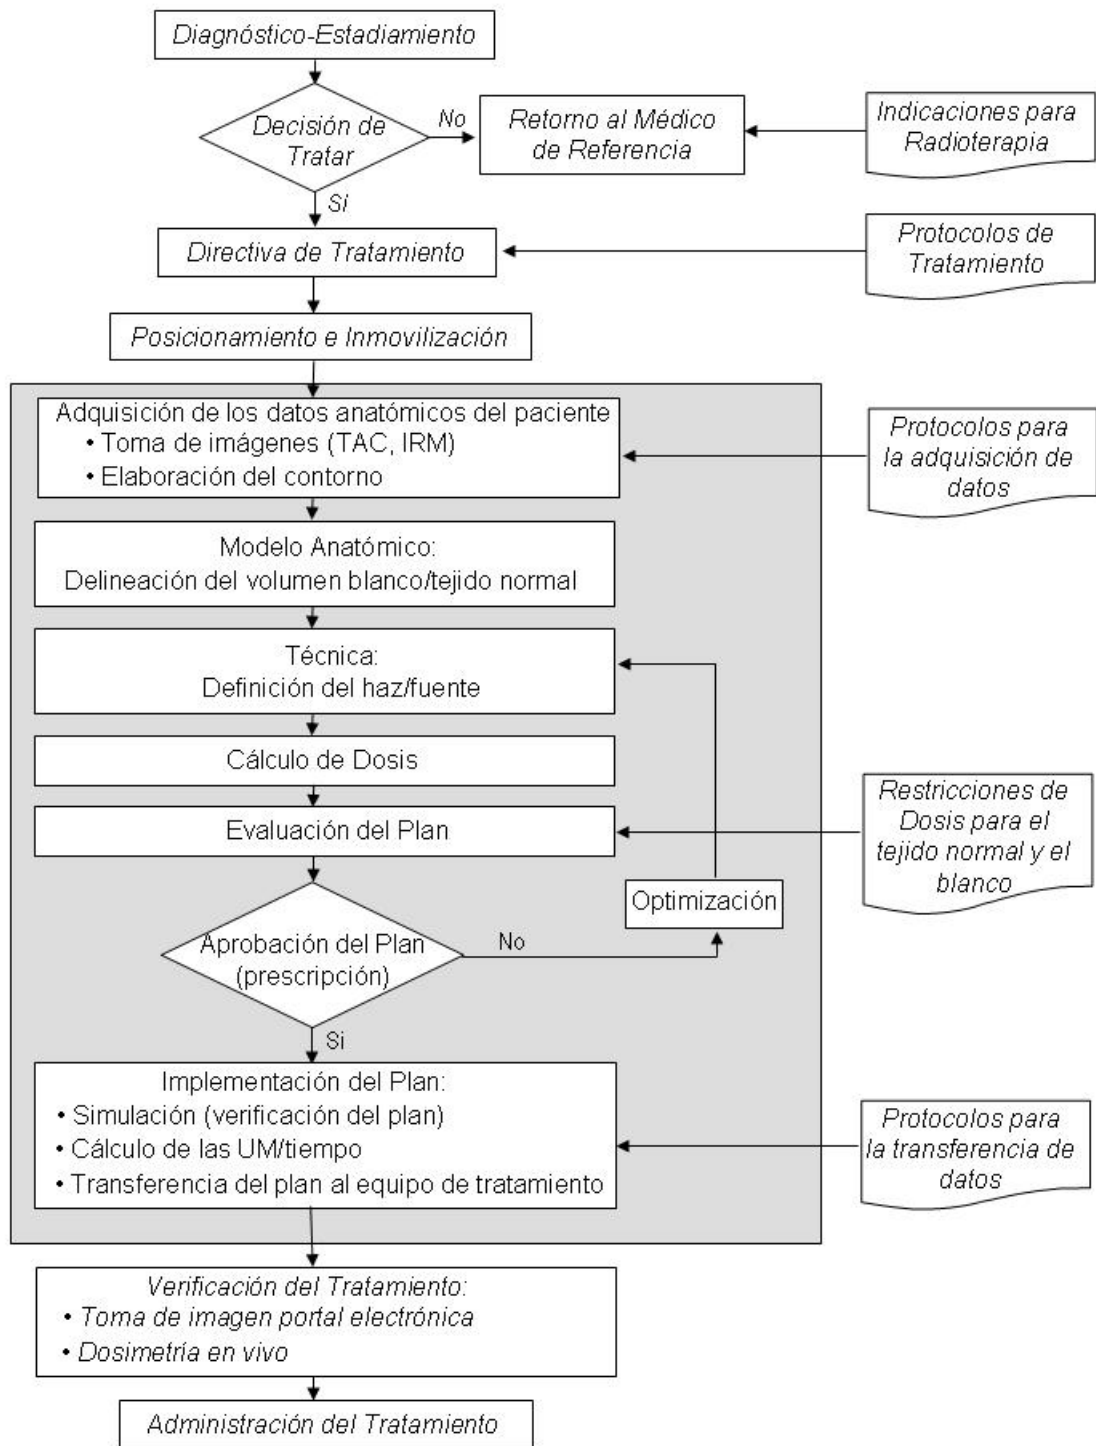 Diagnóstico-Estadiamiento
Decisión de
Tratar
No
Retorno al Médico
de Referencia
Indicaciones para
Radioterapia
Si
Directiva de Tratamiento
Protocolos de
Tratamiento
Posicionamiento e Inmovilización
Adquisición de los datos anatómicos del paciente
• Toma de imágenes (TAC, IRM)
• Elaboración del contorno
Protocolos para
la adquisición de
datos
Modelo Anatómico:
Delineación del volumen blanco/tejido normal
Técnica:
Definición del haz/fuente
Cálculo de Dosis
Evaluación del Plan
Restricciones de
Dosis para el
tejido normal y el
blanco
Optimización
Aprobación del Plan
(prescripción)
No
Si
Implementación del Plan:
• Simulación (verificación del plan)
• Cálculo de las UM/tiempo
• Transferencia del plan al equipo de tratamiento
Protocolos para
la transferencia de
datos
Verificación del Tratamiento:
• Toma de imagen portal electrónica
• Dosimetría en vivo
Administración del Tratamiento